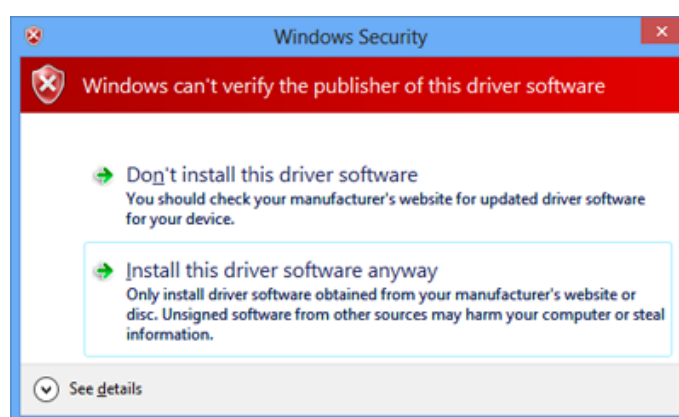 Windows Security
Windows can't verify the publisher of this driver software
Don't install this driver software
You should check your manufacturer's website for updated driver software
for your device.
Install this driver software anyway
Only install driver software obtained from your manufacturer's website or
disc. Unsigned software from other sources may harm your computer or steal
information.
See details